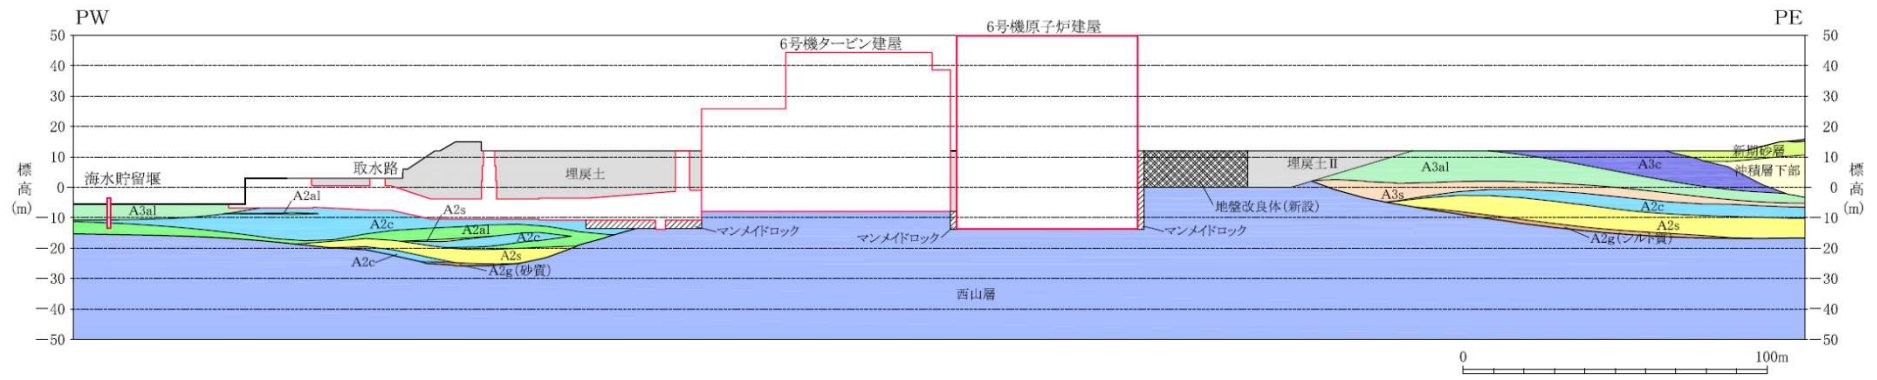 PW
PE
6号機原子炉建屋
6号機タービン建屋
50
40
30
20
10
0
－10
－20
－30
－40
－50
標高(m)
海水貯留堰
取水路
埋戻土
A3al
A2al
A2s
A2c
A2al
A2c
A2s
A2c
A2g(砂質)
マンメイドロック
マンメイドロック
マンメイドロック
地盤改良体(新設)
西山層
埋戻土Ⅱ
A3al
A3c
新期砂層
沖積層下部
A3s
A2c
A2s
A2g(シルト質)
50
40
30
20
10
0
－10
－20
－30
－40
－50
標高(m)
0
100m